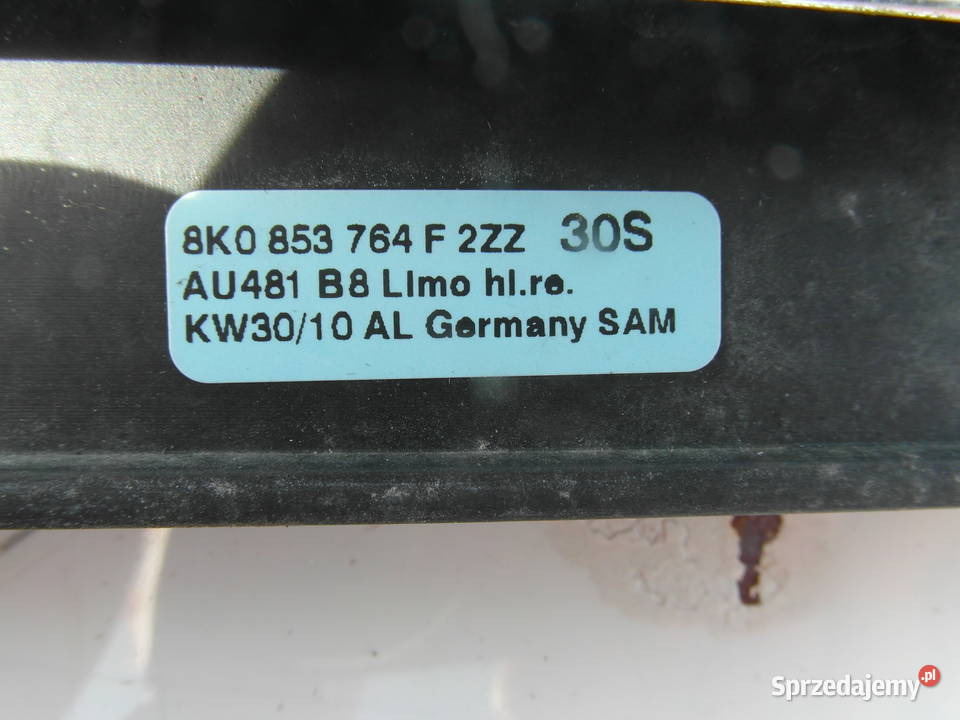 8K0 853 764 F 2ZZ 30S
AU481 B8 Limo hl.re.
KW30/10 AL Germany SAM
Sprzedajemy.pl